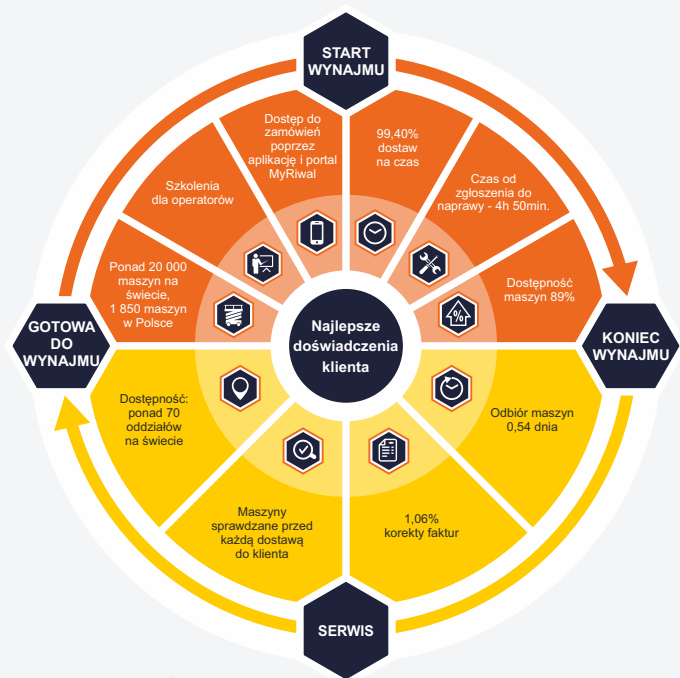 START
WYNAJMU
Dostęp do
zamówień
poprzez
aplikację i portal
MyRiwal
99,40%
dostaw
na czas
Szkolenia
dla operatorów
Czas od
zgłoszenia do
naprawy - 4h 50min.
Ponad 20 000
maszyn na
świecie,
1 850 maszyn
w Polsce
Dostępność
maszyn 89%
%
GOTOWA
DO
WYNAJMU
Najlepsze
doświadczenia
klienta
KONIEC
WYNAJMU
Dostępność:
ponad 70
oddziałów
na świecie
Odbiór maszyn
0,54 dnia
Maszyny
sprawdzane przed
każdą dostawą
do klienta
1,06%
korekty faktur
SERWIS